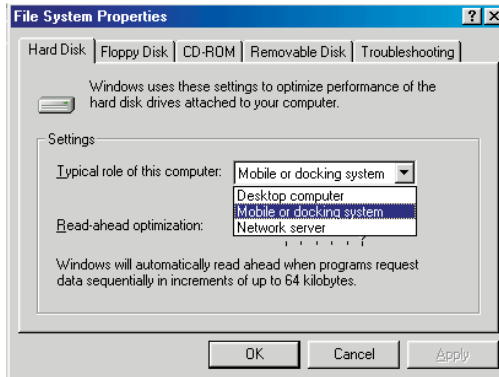 File System Properties
Hard Disk Floppy Disk CD-ROM Removable Disk Troubleshooting
Windows uses these settings to optimize performance of the
hard disk drives attached to your computer.
Settings
Typical role of this computer: Mobile or docking system
Desktop computer
Mobile or docking system
Read-ahead optimization: Network server
Windows will automatically read ahead when programs request
data sequentially in increments of up to 64 kilobytes.
OK Cancel Apply